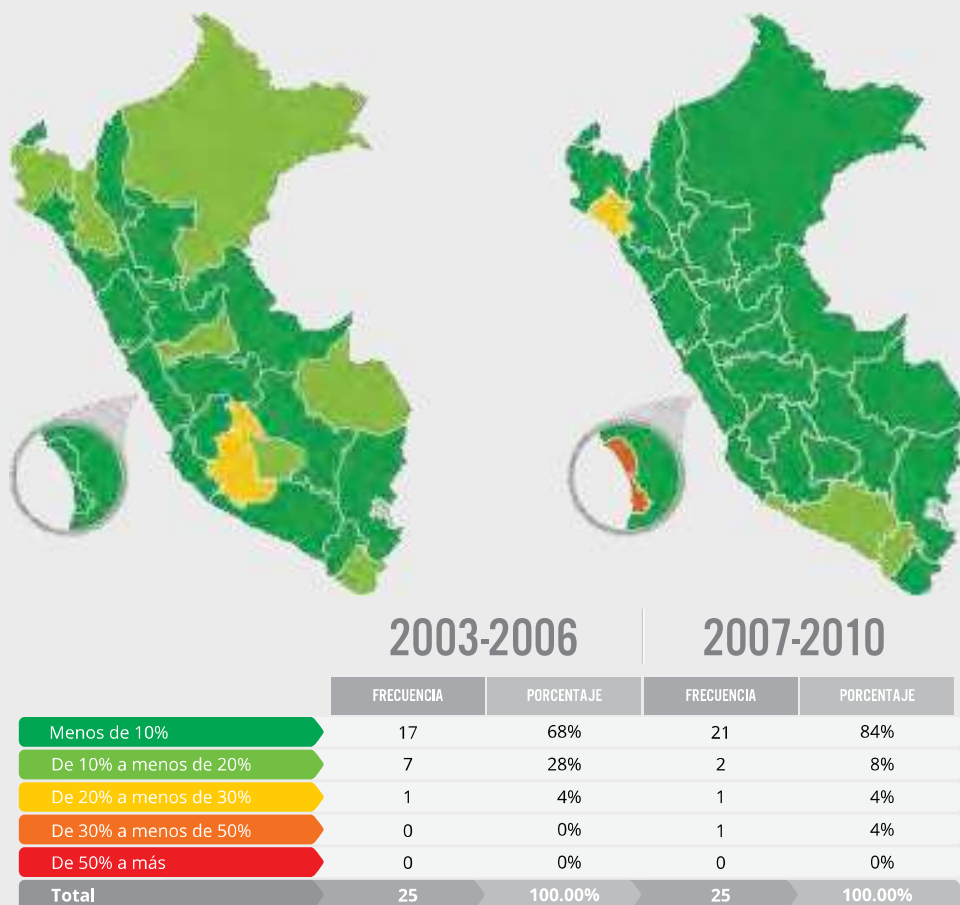 2003-2006 2007-2010
FRECUENCIA PORCENTAJE FRECUENCIA PORCENTAJE
Menos de 10% 17 68% 21 84%
De 10% a menos de 20% 7 28% 2 8%
De 20% a menos de 30% 1 4% 1 4%
De 30% a menos de 50% 0 0% 1 4%
De 50% a más 0 0% 0 0%
Total 25 100.00% 25 100.00%